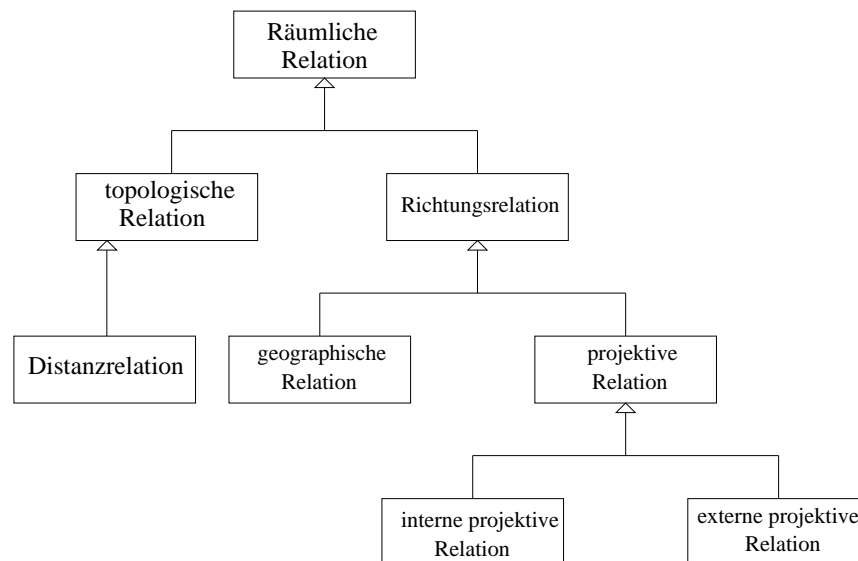 Räumliche
Relation
topologische
Relation
Richtungsrelation
Distanzrelation
geographische
Relation
projektive
Relation
interne projektive
Relation
externe projektive
Relation